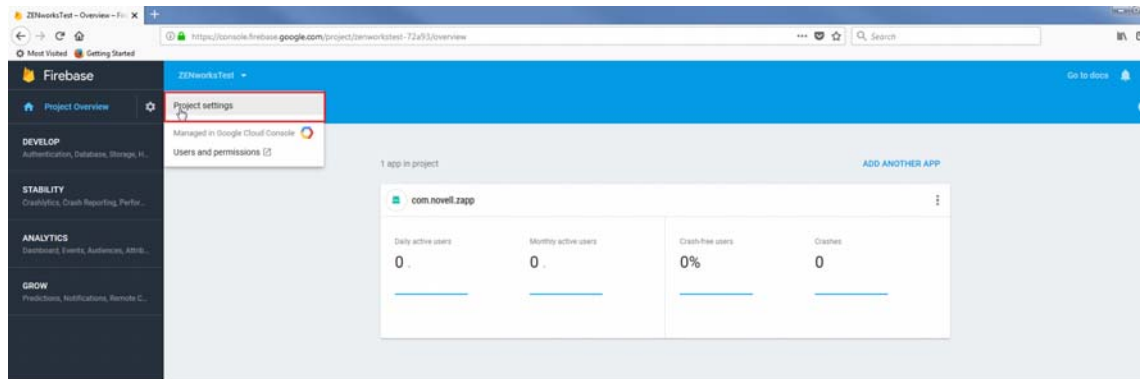 ZENworksTest – Overview – Fir
https://console.firebase.google.com/project/zenworkstest-72a93/overview
Search
Most Visited Getting Started
Firebase
ZENworksTest
Go to docs
Project Overview
Project settings
Managed in Google Cloud Console
Users and permissions
DEVELOP
Authentication, Database, Storage, H...
STABILITY
Crashlytics, Crash Reporting, Perfor...
ANALYTICS
Dashboard, Events, Audiences, Attrib...
GROW
Predictions, Notifications, Remote C...
1 app in project
ADD ANOTHER APP
com.novell.zapp
Daily active users
Monthly active users
Crash-free users
Crashes
0
0
0%
0